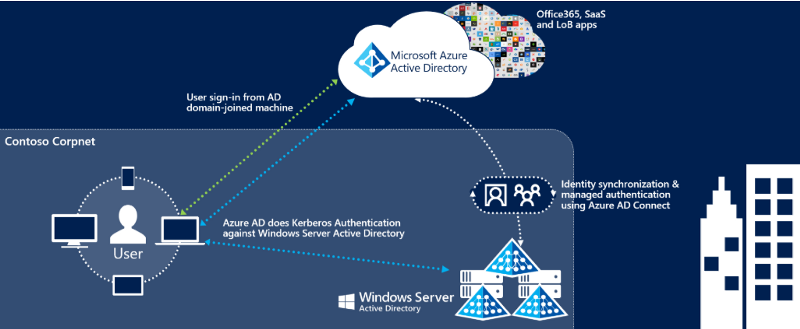 Office365, SaaS
and LoB apps
Microsoft Azure
Active Directory
User sign-in from AD
domain-joined machine
Contoso Corpnet
Identity synchronization &
managed authentication
using Azure AD Connect
Azure AD does Kerberos Authentication
against Windows Server Active Directory
User
Windows Server
Active Directory